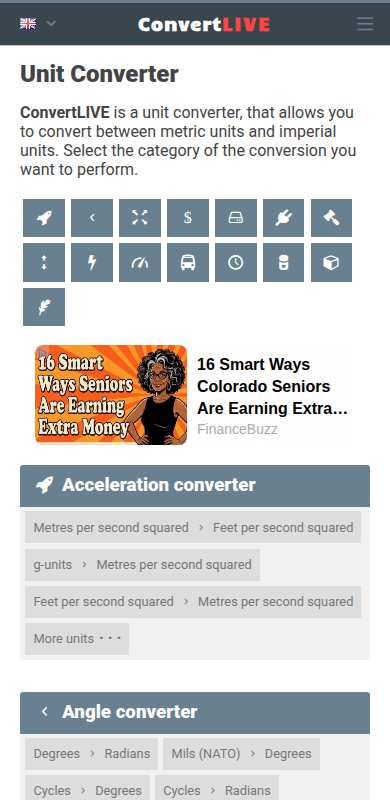 ConvertLIVE
Unit Converter
ConvertLIVE is a unit converter, that allows you
to convert between metric units and imperial
units. Select the category of the conversion you
want to perform.
$
16 Smart
Ways Seniors
Are Earning
Extra Money
16 Smart Ways
Colorado Seniors
Are Earning Extra…
FinanceBuzz
Acceleration converter
Metres per second squared › Feet per second squared
g-units › Metres per second squared
Feet per second squared › Metres per second squared
More units • • •
Angle converter
Degrees › Radians Mils (NATO) › Degrees
Cycles › Degrees Cycles › Radians